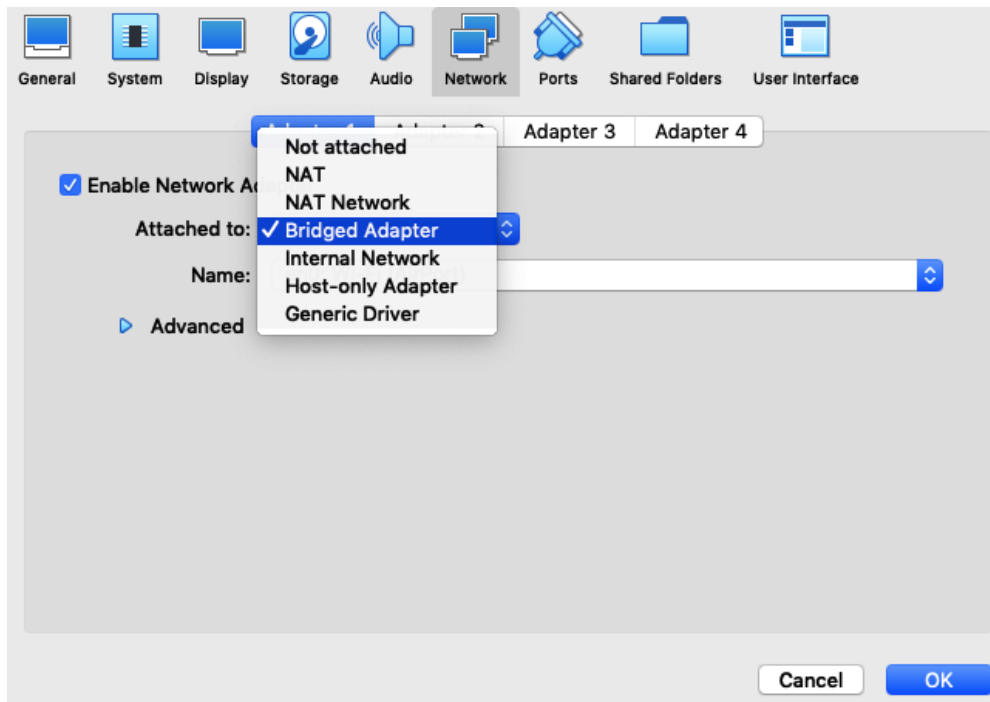 General System Display Storage Audio Network Ports Shared Folders User Interface
Adapter 3 Adapter 4
Not attached
NAT
Enable Network
NAT Network
Attached to: ✓ Bridged Adapter
Internal Network
Name:
Host-only Adapter
Generic Driver
Advanced
Cancel OK